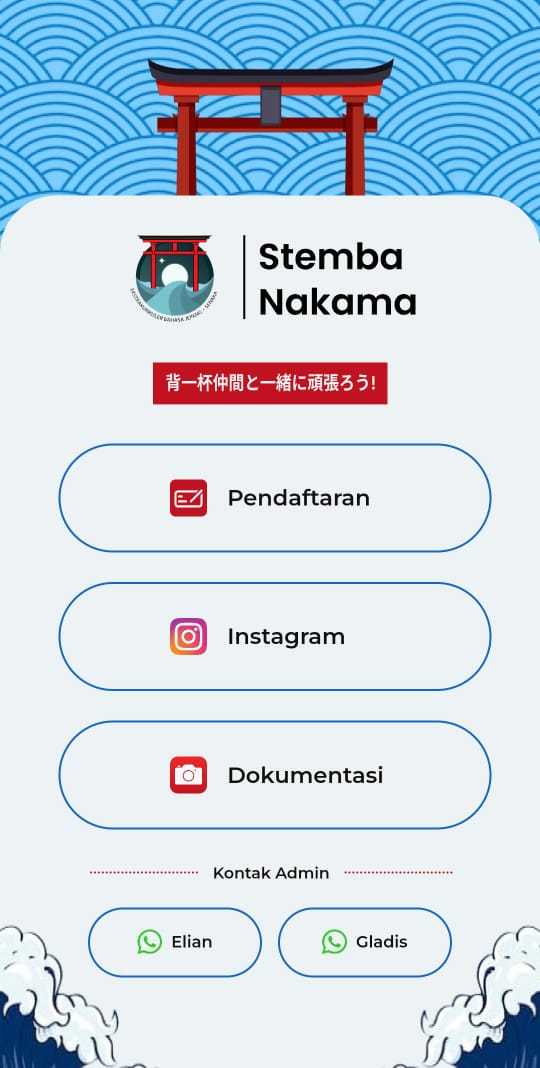 Stemba
Nakama
EKSTRAKURIKULER BAHASA JEPANG
背一杯仲間と一緒に頑張ろう!
Pendaftaran
Instagram
Dokumentasi
Kontak Admin
Elian
Gladis